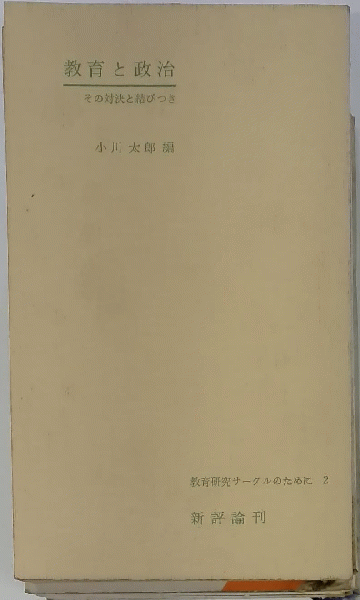 教育と政治
その対決と結びつき
小川太郎編
教育研究サークルのために 2
新評論刊